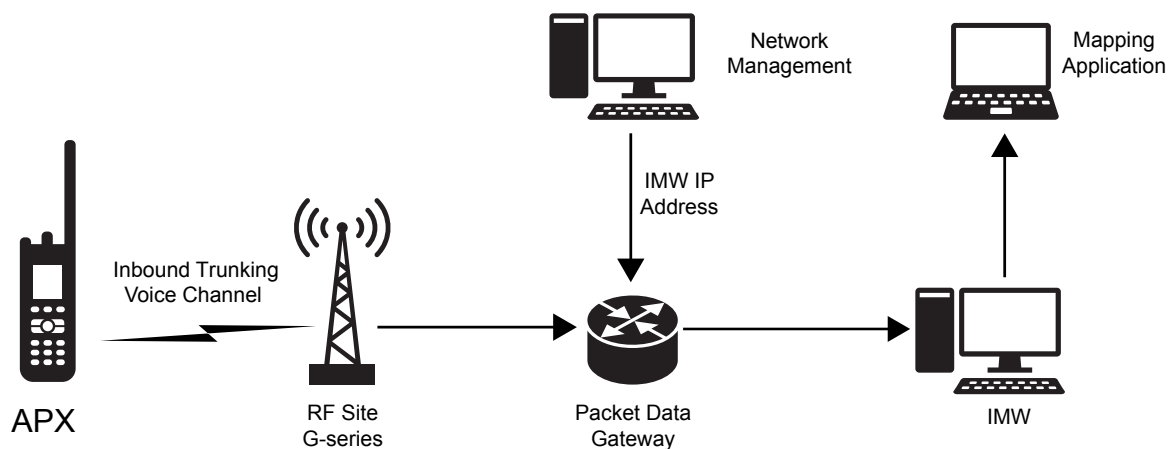 Network
Management
Mapping
Application
IMW IP
Address
Inbound Trunking
Voice Channel
APX
RF Site
G-series
Packet Data
Gateway
IMW